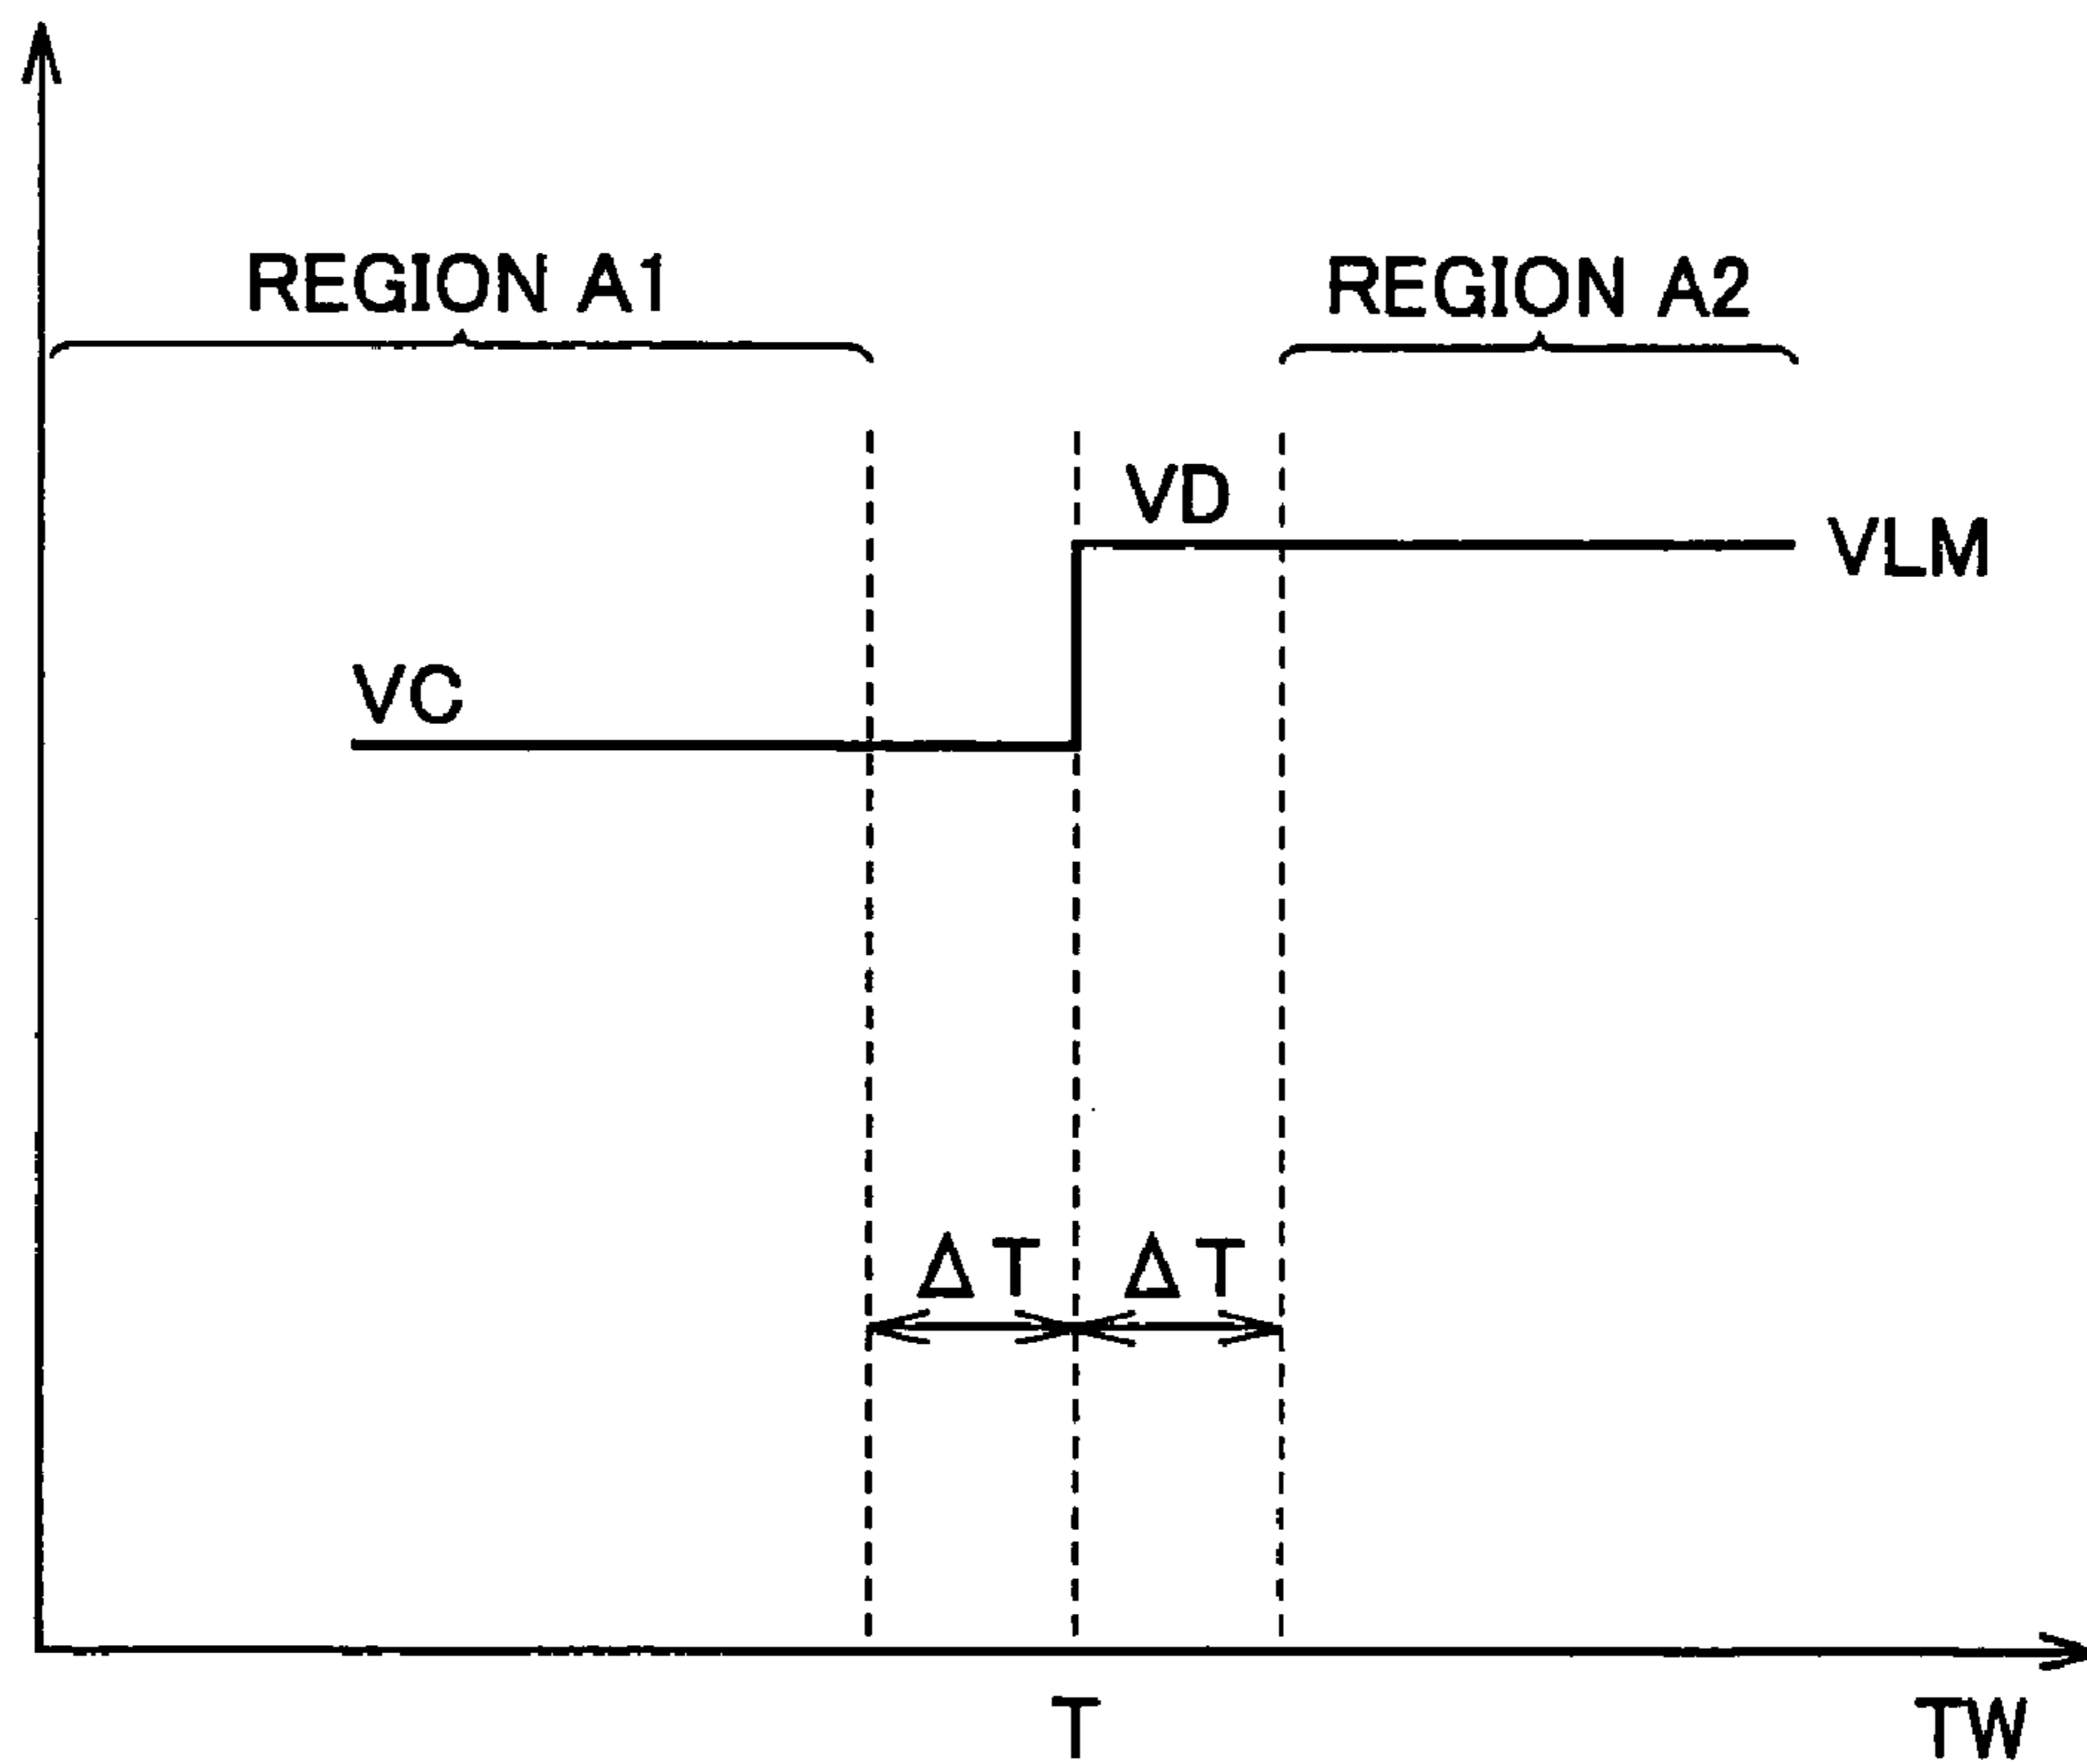 REGION A1
REGION A2
VD
VLM
VC
ΔT ΔT
T
TW